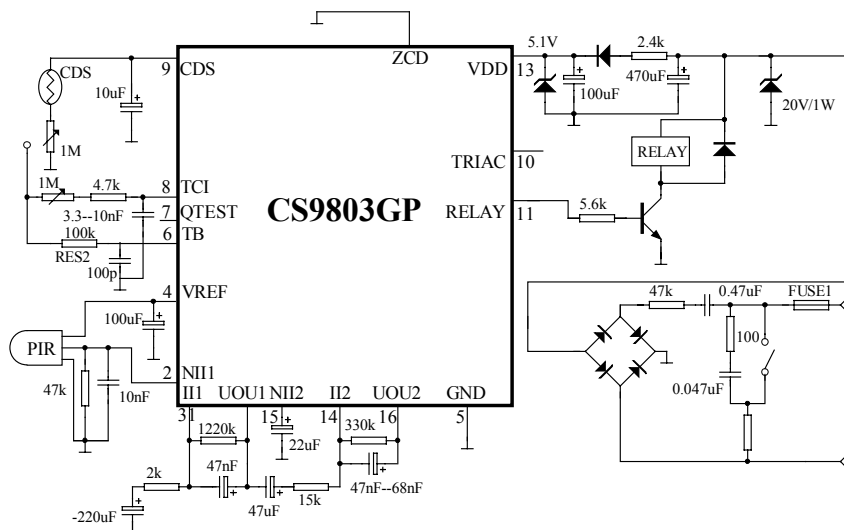 ZCD
5.1V
2.4k
CDS
9
CDS
VDD
13
10uF
100uF
470uF
20V/1W
1M
TRIAC
10
RELAY
1M
4.7k
8
TCI
7
QTEST
CS9803GP
RELAY
11
5.6k
3.3--10nF
100k
6
TB
RES2
100p
4
VREF
0.47uF
47k
FUSE1
100uF
PIR
100
2
NII1
47k
10nF
0.047uF
II1
UOU1
NII2
II2
UOU2
GND
31
15
14
16
5
1220k
22uF
330k
2k
47nF
47nF--68nF
47uF
15k
-220uF